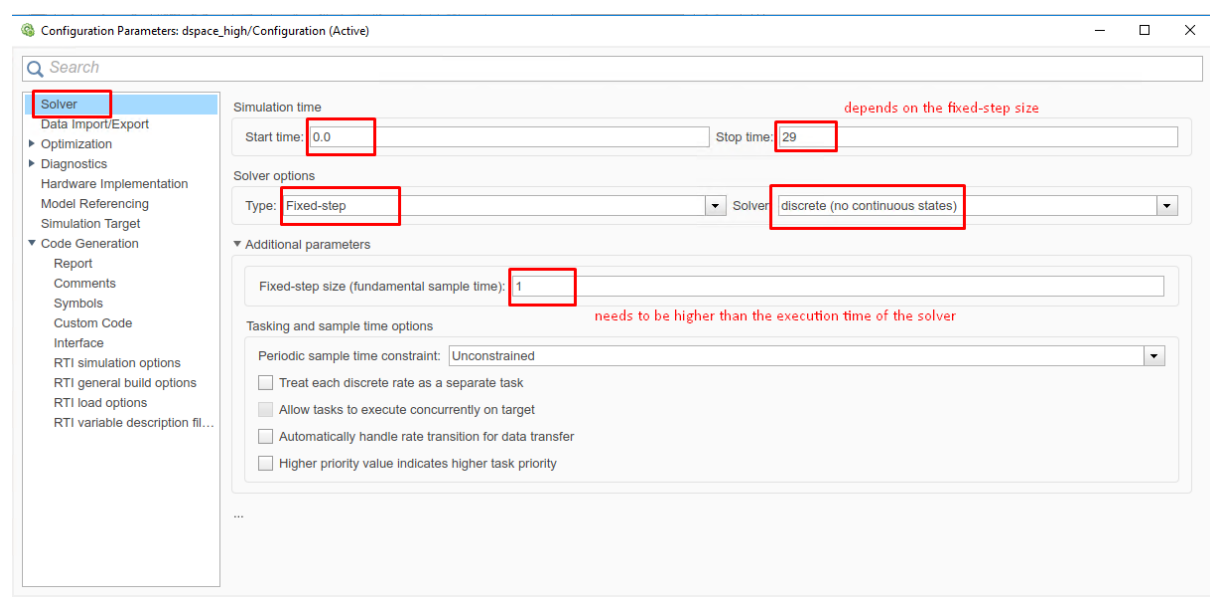 Configuration Parameters: dspace_high/Configuration (Active)
Search
Solver
Data Import/Export
Optimization
Diagnostics
Hardware Implementation
Model Referencing
Simulation Target
Code Generation
Report
Comments
Symbols
Custom Code
Interface
RTI simulation options
RTI general build options
RTI load options
RTI variable description fil...
Simulation time
depends on the fixed-step size
Start time: 0.0 Stop time: 29
Solver options
Type: Fixed-step Solver discrete (no continuous states)
Additional parameters
Fixed-step size (fundamental sample time): 1
needs to be higher than the execution time of the solver
Tasking and sample time options
Periodic sample time constraint: Unconstrained
Treat each discrete rate as a separate task
Allow tasks to execute concurrently on target
Automatically handle rate transition for data transfer
Higher priority value indicates higher task priority
...